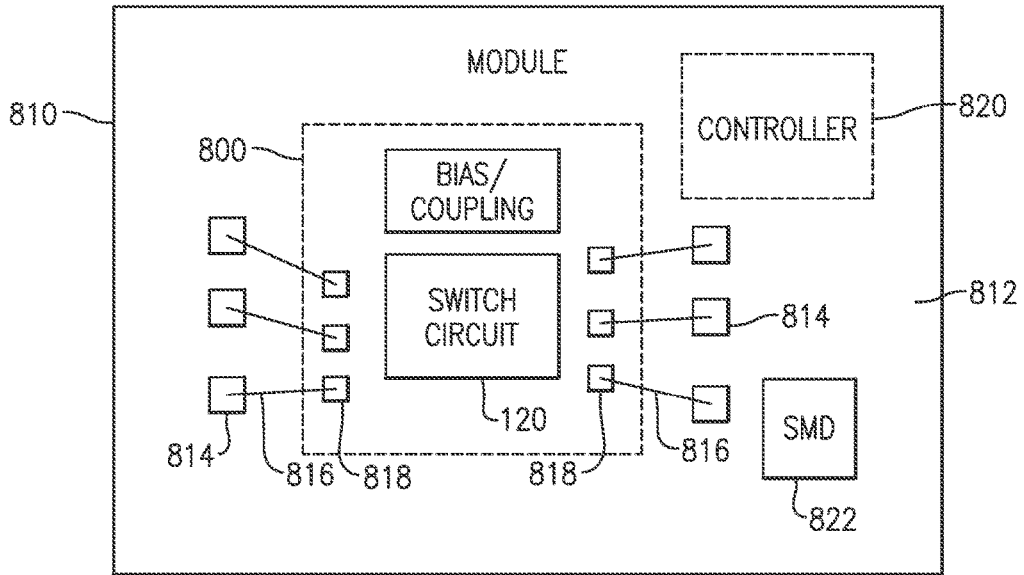 MODULE
810
800
BIAS/
COUPLING
CONTROLLER
820
SWITCH
CIRCUIT
812
814
120
SMD
814
816
818
818
816
822